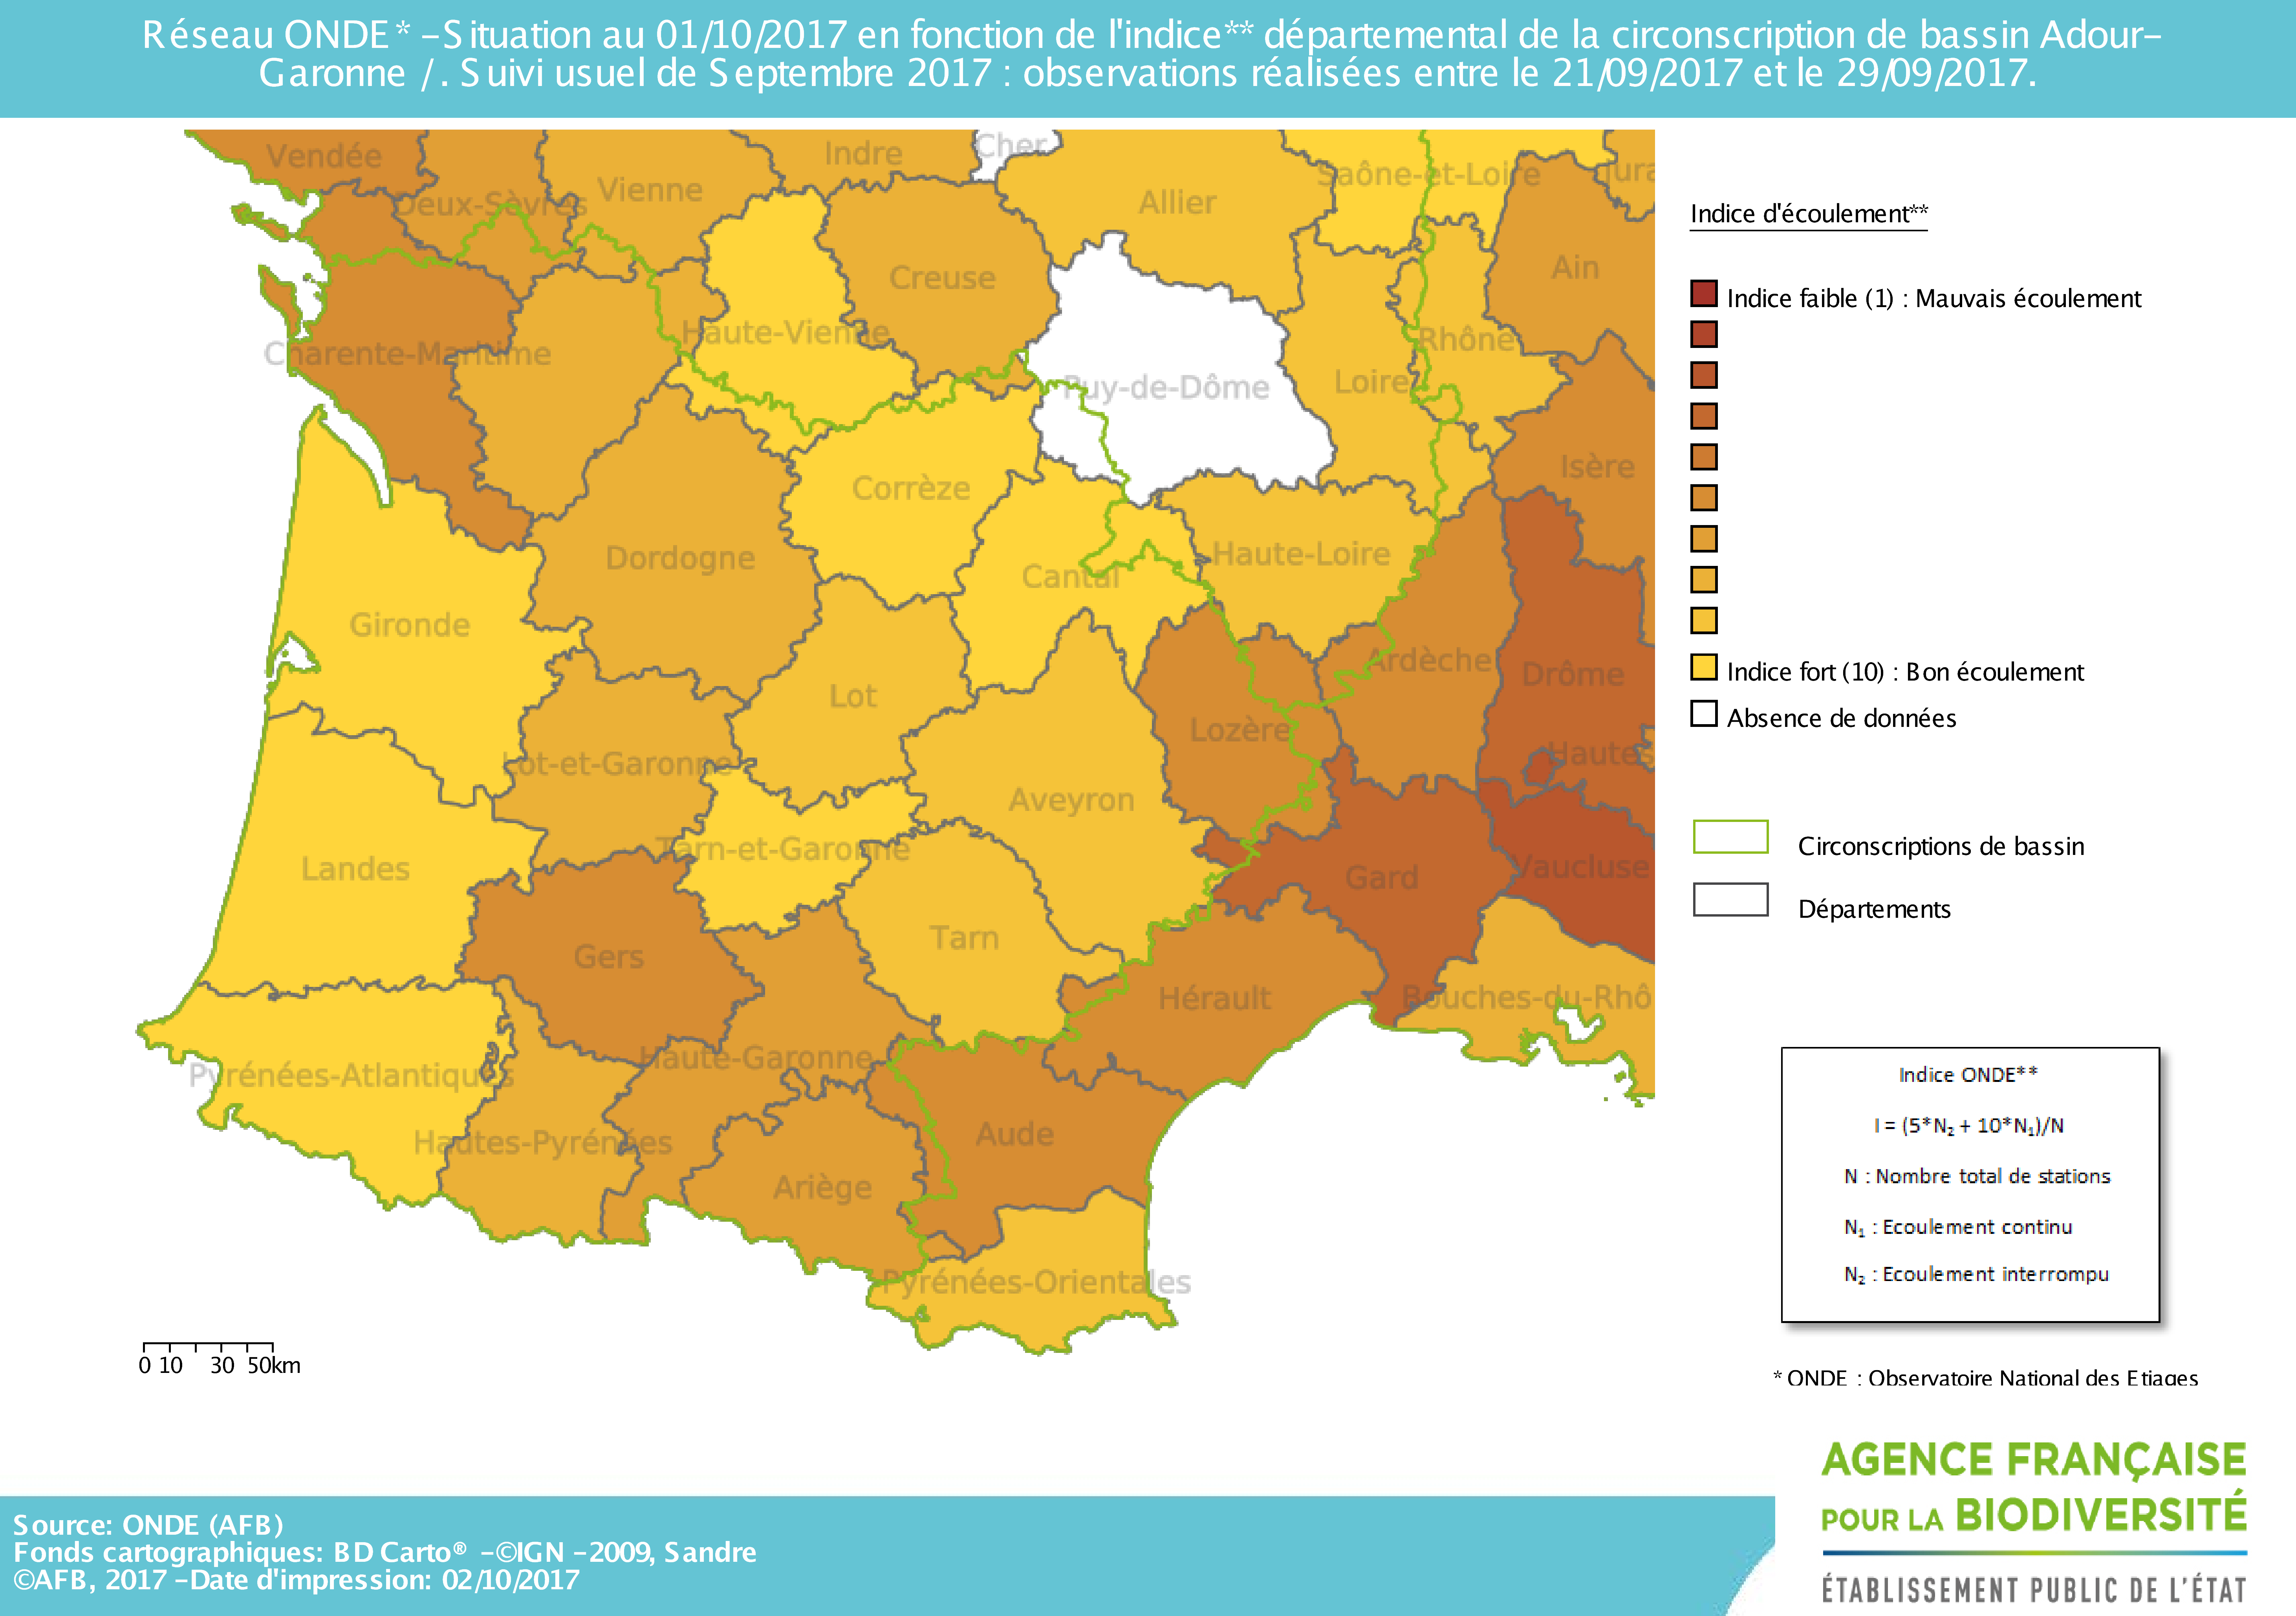 Réseau ONDE* -Situation au 01/10/2017 en fonction de l'indice** départemental de la circonscription de bassin Adour-
Garonne /. Suivi usuel de Septembre 2017 : observations réalisées entre le 21/09/2017 et le 29/09/2017.
Vendée
Deux-Sèvres
Vienne
Indre
Cher
Allier
Saône-et-Loire
Jura
Ain
Creuse
Haute-Vienne
Charente-Maritime
Puy-de-Dôme
Loire
Rhône
Isère
Corrèze
Dordogne
Cantal
Haute-Loire
Gironde
Lot
Lozère
Ardèche
Drôme
Hautes
Lot-et-Garonne
Aveyron
Tarn-et-Garonne
Landes
Gard
Vaucluse
Gers
Tarn
Hérault
Bouches-du-Rhô
Pyrénées-Atlantiques
Haute-Garonne
Hautes-Pyrénées
Aude
Ariège
Pyrénées-Orientales
0 10 30 50km
Indice d'écoulement**
Indice faible (1) : Mauvais écoulement
Indice fort (10) : Bon écoulement
Absence de données
Circonscriptions de bassin
Départements
Indice ONDE**
I = (5*N₂ + 10*N₁)/N
N : Nombre total de stations
N₁ : Ecoulement continu
N₂ : Ecoulement interrompu
* ONDE : Observatoire National des Etiages
AGENCE FRANÇAISE
POUR LA BIODIVERSITÉ
ÉTABLISSEMENT PUBLIC DE L'ÉTAT
Source: ONDE (AFB)
Fonds cartographiques: BD Carto® -©IGN -2009, Sandre
©AFB, 2017 -Date d'impression: 02/10/2017